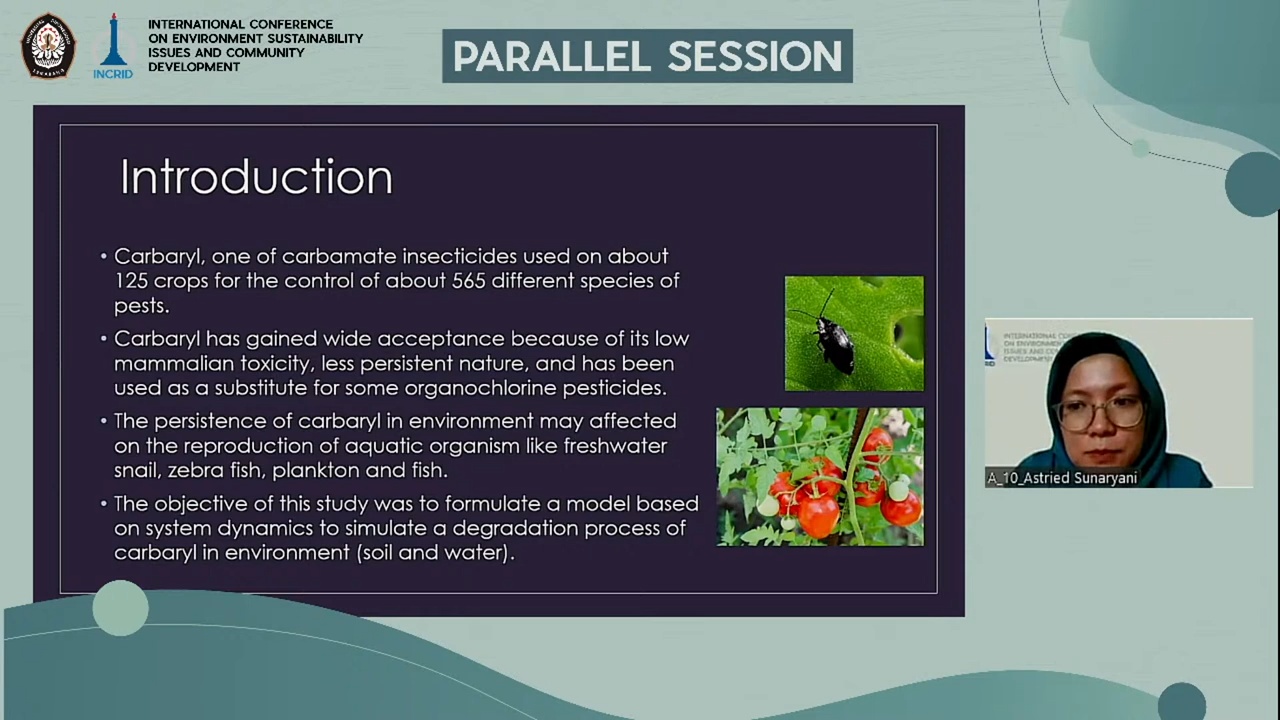 INTERNATIONAL CONFERENCE
ON ENVIRONMENT SUSTAINABILITY
ISSUES AND COMMUNITY
DEVELOPMENT
INCRID
PARALLEL SESSION
Introduction
• Carbaryl, one of carbamate insecticides used on about
125 crops for the control of about 565 different species of
pests.
• Carbaryl has gained wide acceptance because of its low
mammalian toxicity, less persistent nature, and has been
used as a substitute for some organochlorine pesticides.
• The persistence of carbaryl in environment may affected
on the reproduction of aquatic organism like freshwater
snail, zebra fish, plankton and fish.
• The objective of this study was to formulate a model based
on system dynamics to simulate a degradation process of
carbaryl in environment (soil and water).
A_10_Astried Sunaryani